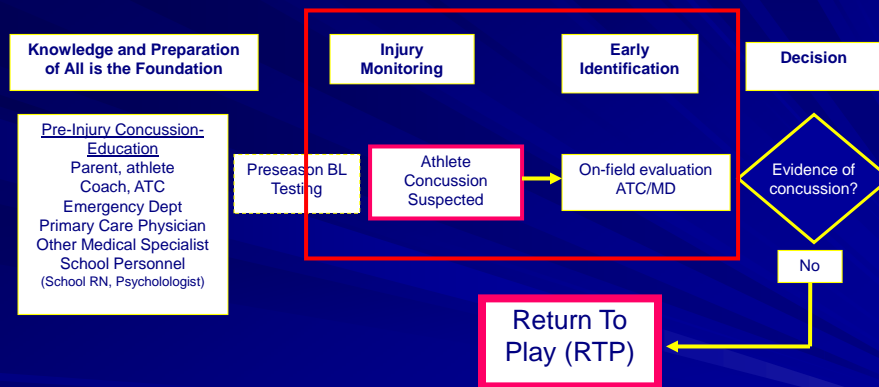 Knowledge and Preparation
of All is the Foundation
Injury
Monitoring
Early
Identification
Decision
Pre-Injury Concussion-
Education
Parent, athlete
Coach, ATC
Emergency Dept
Primary Care Physician
Other Medical Specialist
School Personnel
(School RN, Psycholologist)
Preseason BL
Testing
Athlete
Concussion
Suspected
On-field evaluation
ATC/MD
Evidence of
concussion?
No
Return To
Play (RTP)